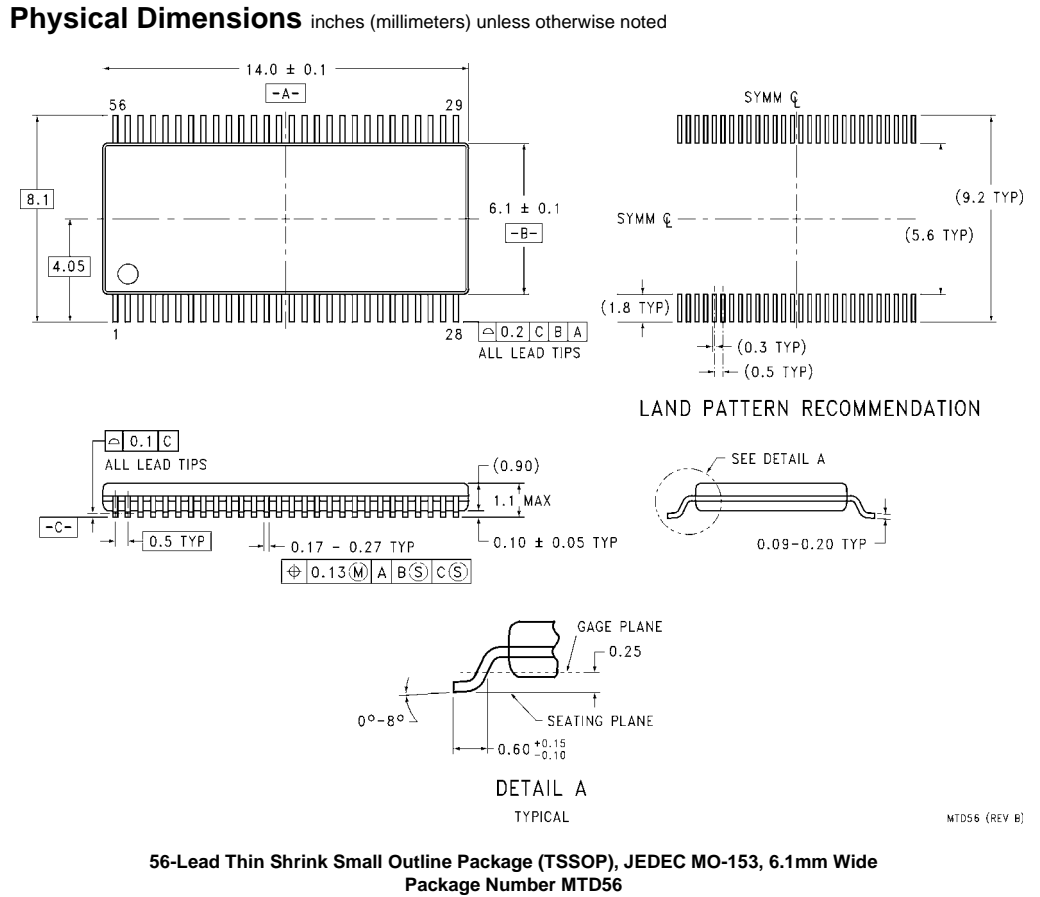 Physical Dimensions inches (millimeters) unless otherwise noted
14.0 ± 0.1
-A-
56
29
8.1
4.05
6.1 ± 0.1
-B-
1
28
⌓ 0.2 C B A
ALL LEAD TIPS
SYMM ℄
SYMM ℄
(9.2 TYP)
(5.6 TYP)
(1.8 TYP)
(0.3 TYP)
(0.5 TYP)
LAND PATTERN RECOMMENDATION
⌓ 0.1 C
ALL LEAD TIPS
(0.90)
1.1 MAX
-C-
0.5 TYP
0.17 - 0.27 TYP
0.10 ± 0.05 TYP
⌖ 0.13 Ⓜ A B Ⓢ C Ⓢ
SEE DETAIL A
0.09-0.20 TYP
GAGE PLANE
0.25
0°-8°
SEATING PLANE
0.60 +0.15 -0.10
DETAIL A
TYPICAL
MTD56 (REV B)
56-Lead Thin Shrink Small Outline Package (TSSOP), JEDEC MO-153, 6.1mm Wide
Package Number MTD56